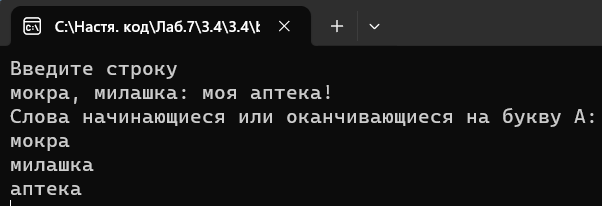 C:\Настя. код\Лаб.7\3.4\3.4\b
Введите строку
мокра, милашка: моя аптека!
Слова начинающиеся или оканчивающиеся на букву А:
мокра
милашка
аптека